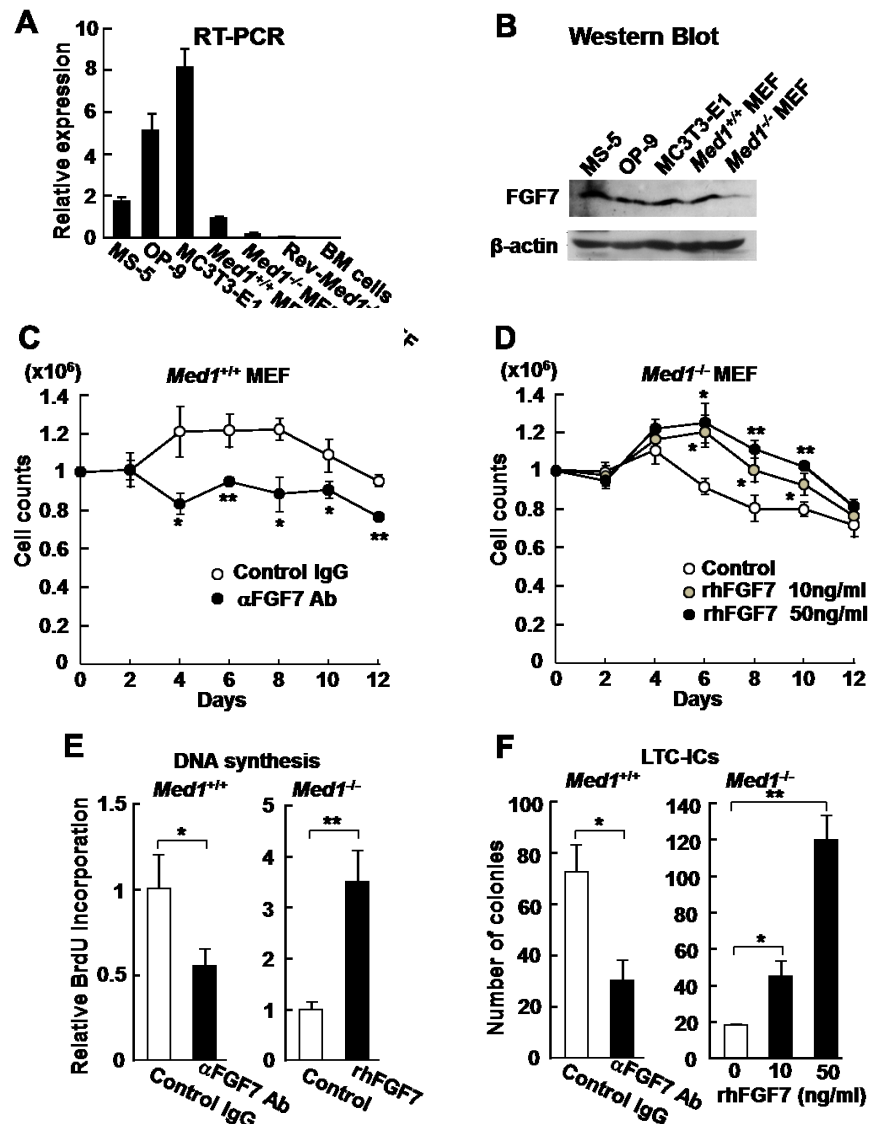 A
RT-PCR
Relative expression
10
8
6
4
2
0
MS-5
OP-9
MC3T3-E1
Med1+/+
Med1-/-
BM cells
B
Western Blot
MS-5
OP-9
MC3T3-E1
Med1+/+ MEF
Med1-/- MEF
FGF7
β-actin
C
(x10⁶)
Med1+/+ MEF
Cell counts
1.4
1.2
1
0.8
0.6
0.4
0.2
0
* ** * * **
Control IgG
αFGF7 Ab
0 2 4 6 8 10 12
Days
D
(x10⁶)
Med1-/- MEF
Cell counts
1.4
1.2
1
0.8
0.6
0.4
0.2
0
* ** **
* * *
Control
rhFGF7 10ng/ml
rhFGF7 50ng/ml
0 2 4 6 8 10 12
Days
E
DNA synthesis
Med1+/+
Med1-/-
Relative BrdU Incorporation
1.5
1
0.5
0
*
Control IgG
αFGF7 Ab
5
4
3
2
1
0
**
Control
rhFGF7
F
LTC-ICs
Med1+/+
Med1-/-
Number of colonies
100
80
60
40
20
0
*
Control IgG
αFGF7 Ab
140
120
100
80
60
40
20
0
**
*
0 10 50
rhFGF7 (ng/ml)